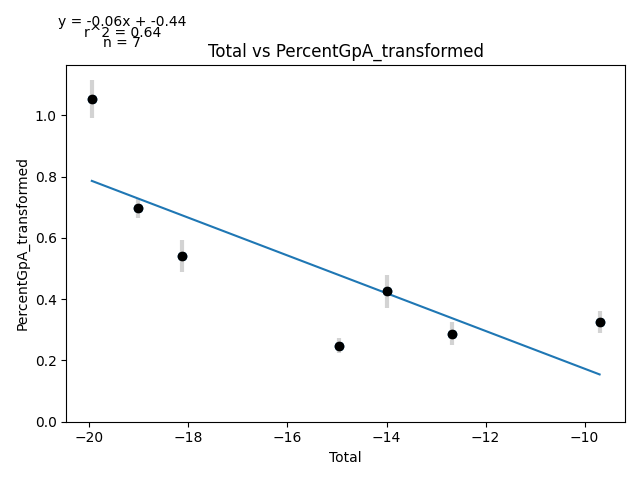 y = -0.06x + -0.44
r^2 = 0.64
n = 7
Total vs PercentGpA_transformed
PercentGpA_transformed
1.0
0.8
0.6
0.4
0.2
0.0
−20
−18
−16
−14
−12
−10
Total